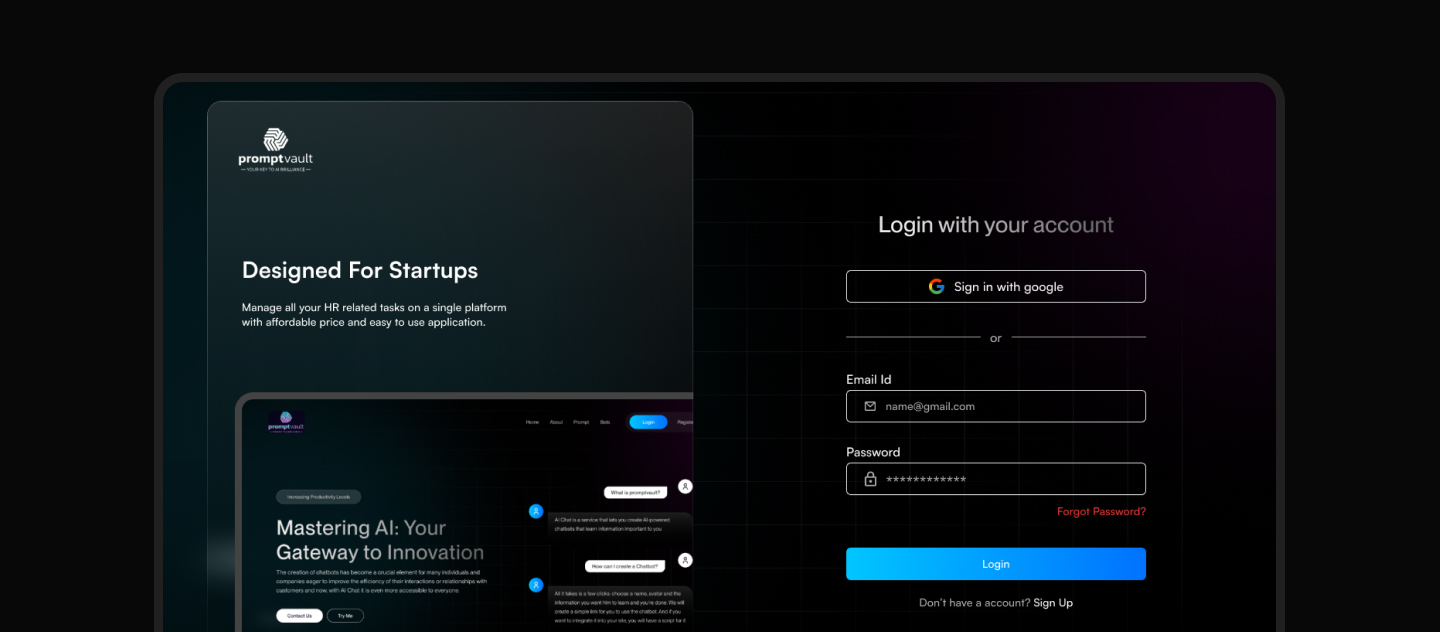 promptvault
YOUR KEY TO AI BRILLIANCE
Designed For Startups
Manage all your HR related tasks on a single platform
with affordable price and easy to use application.
promptvault
Home About Prompt Bots Login
Increasing Productivity Levels
Mastering AI: Your
Gateway to Innovation
The creation of chatbots has become a crucial element for many individuals and
companies eager to improve the efficiency of their interactions or relationships with
customers and now, with AI Chat it is even more accessible to everyone
Contact Us Try Me
What is promptvault?
AI Chat is a service that lets you create AI-powered
chatbots that learn information important to you
How can I create a Chatbot?
All it takes is a few clicks: choose a name, avatar and the
information you want him to learn and you're done. We will
create a simple link for you to use the chatbot. And if you
want to integrate it into your site, you will have a script for it
Login with your account
Sign in with google
or
Email Id
name@gmail.com
Password
************
Forgot Password?
Login
Don't have a account? Sign Up